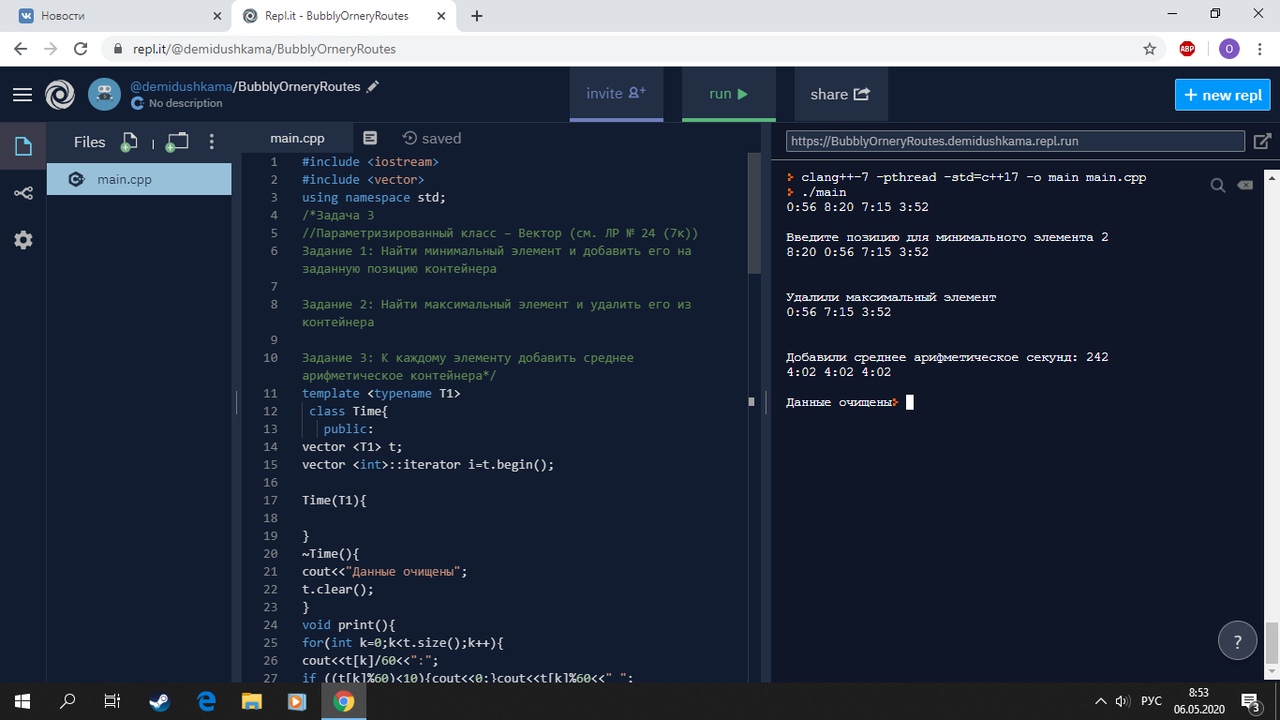 Новости
Repl.it - BubblyOrneryRoutes
repl.it/@demidushkama/BubblyOrneryRoutes
ABP
O
@demidushkama/BubblyOrneryRoutes
No description
invite
run
share
+ new repl
Files
main.cpp
main.cpp
saved
1 #include <iostream>
2 #include <vector>
3 using namespace std;
4 /*Задача 3
5 //Параметризированный класс – Вектор (см. ЛР № 24 (7к))
6 Задание 1: Найти минимальный элемент и добавить его на
заданную позицию контейнера
7
8 Задание 2: Найти максимальный элемент и удалить его из
контейнера
9
10 Задание 3: К каждому элементу добавить среднее
арифметическое контейнера*/
11 template <typename T1>
12 class Time{
13 public:
14 vector <T1> t;
15 vector <int>::iterator i=t.begin();
16
17 Time(T1){
18
19 }
20 ~Time(){
21 cout<<"Данные очищены";
22 t.clear();
23 }
24 void print(){
25 for(int k=0;k<t.size();k++){
26 cout<<t[k]/60<<":";
27 if ((t[k]%60)<10){cout<<0;}cout<<t[k]%60<<" ";
https://BubblyOrneryRoutes.demidushkama.repl.run
clang++-7 -pthread -std=c++17 -o main main.cpp
./main
0:56 8:20 7:15 3:52
Введите позицию для минимального элемента 2
8:20 0:56 7:15 3:52
Удалили максимальный элемент
0:56 7:15 3:52
Добавили среднее арифметическое секунд: 242
4:02 4:02 4:02
Данные очищены
?
РУС
8:53
06.05.2020
3